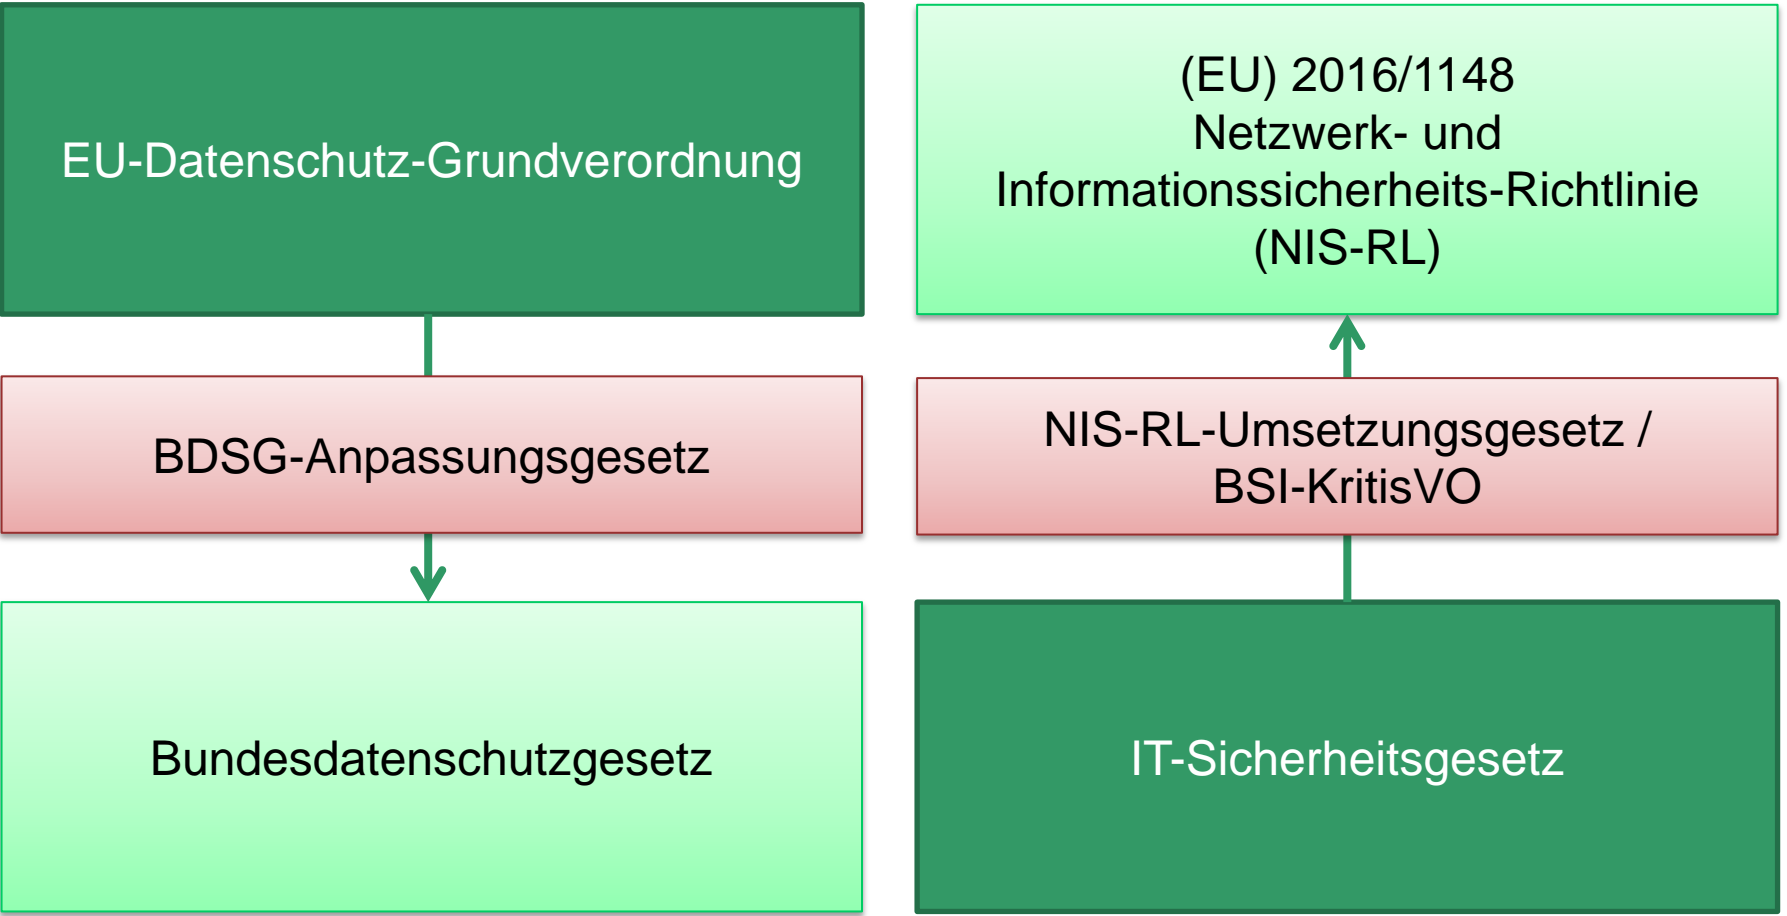 EU-Datenschutz-Grundverordnung
BDSG-Anpassungsgesetz
Bundesdatenschutzgesetz
(EU) 2016/1148
Netzwerk- und
Informationssicherheits-Richtlinie
(NIS-RL)
NIS-RL-Umsetzungsgesetz /
BSI-KritisVO
IT-Sicherheitsgesetz